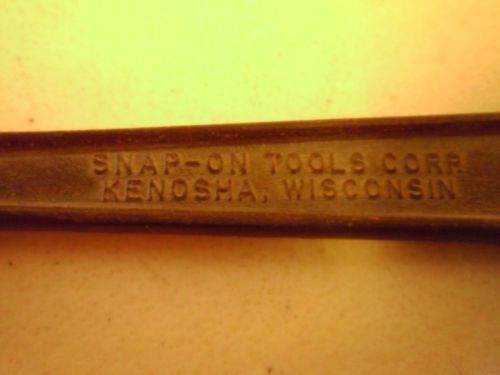 SNAP-ON TOOLS CORP.
KENOSHA, WISCONSIN